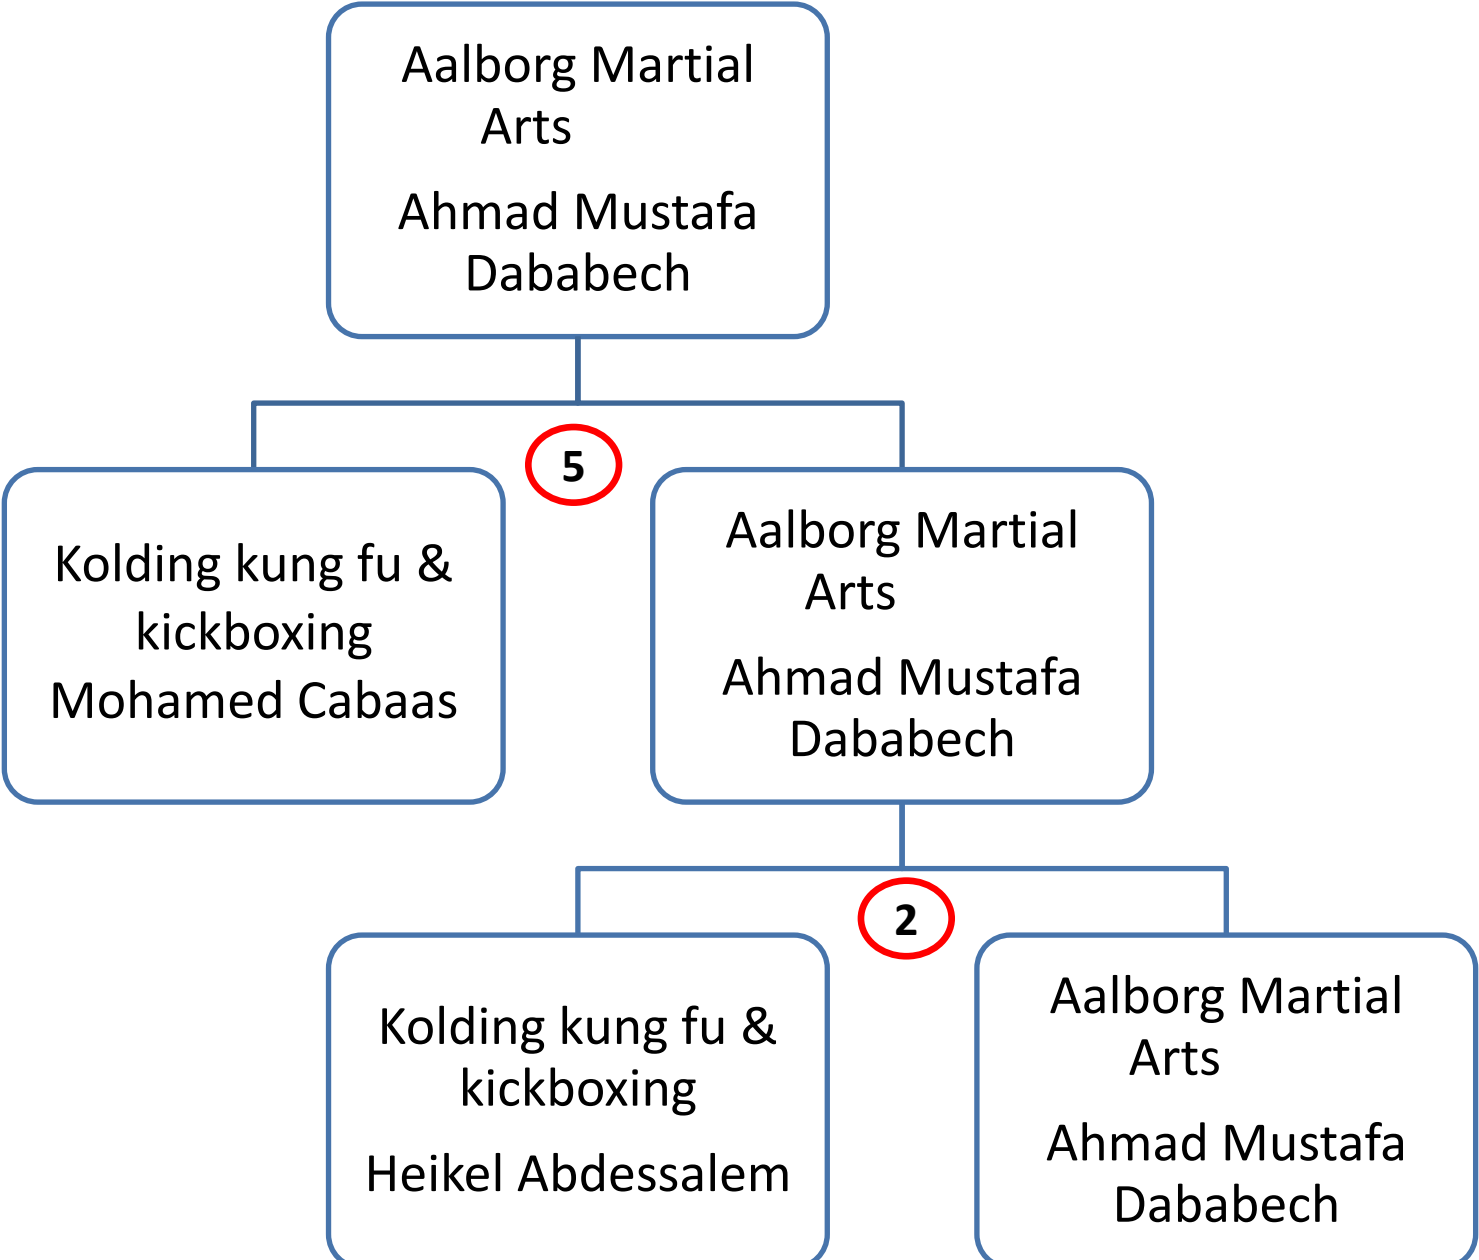 Aalborg Martial
Arts
Ahmad Mustafa
Dababech
5
Kolding kung fu &
kickboxing
Mohamed Cabaas
Aalborg Martial
Arts
Ahmad Mustafa
Dababech
2
Kolding kung fu &
kickboxing
Heikel Abdessalem
Aalborg Martial
Arts
Ahmad Mustafa
Dababech